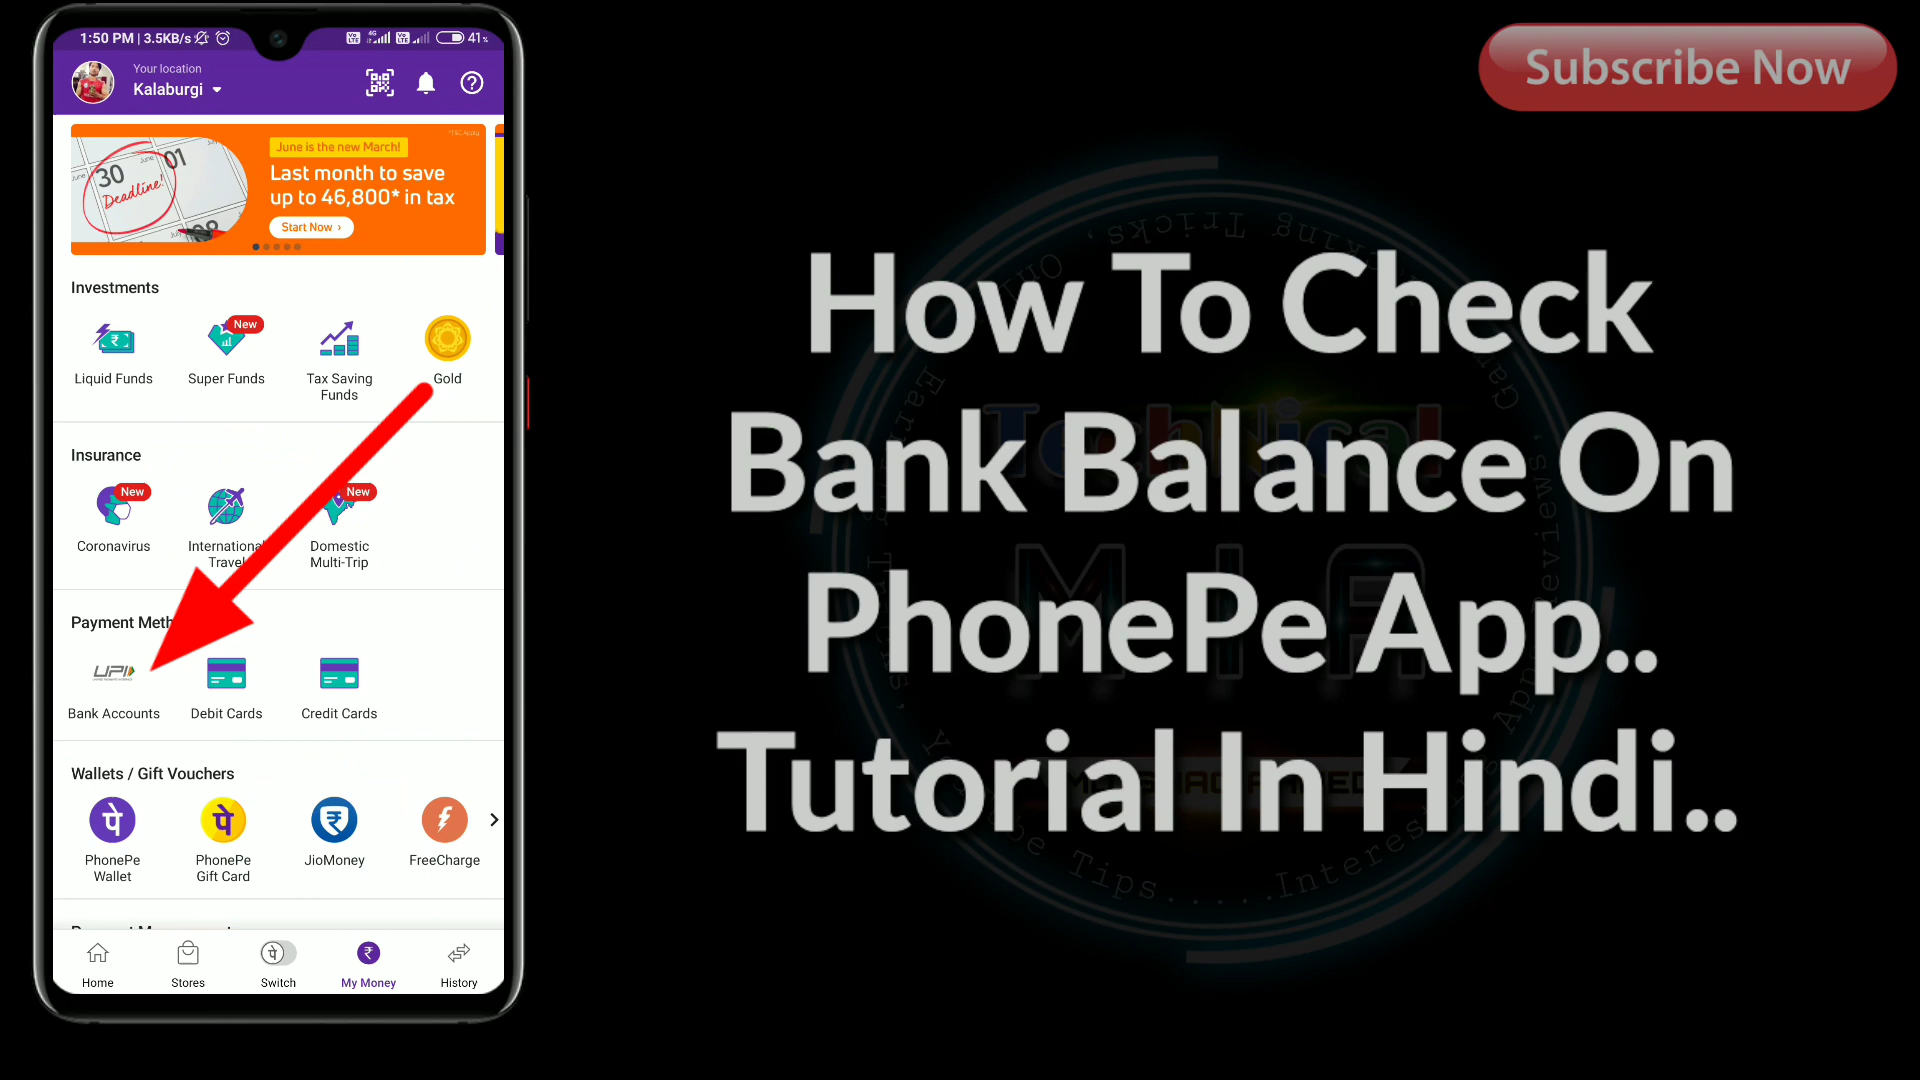 1:50 PM | 3.5KB/s
41%
Your location
Kalaburgi
June is the new March!
Last month to save
up to 46,800* in tax
Start Now ›
30
June
01
Deadline!
08
Investments
New
Liquid Funds
Super Funds
Tax Saving
Funds
Gold
Insurance
New
New
Coronavirus
International
Travel
Domestic
Multi-Trip
Payment Meth
UPI
Bank Accounts
Debit Cards
Credit Cards
Wallets / Gift Vouchers
पे
पे
PhonePe
Wallet
PhonePe
Gift Card
JioMoney
FreeCharge
Home
Stores
Switch
My Money
History
Subscribe Now
How To Check
Bank Balance On
PhonePe App..
Tutorial In Hindi..
Technical
MIA